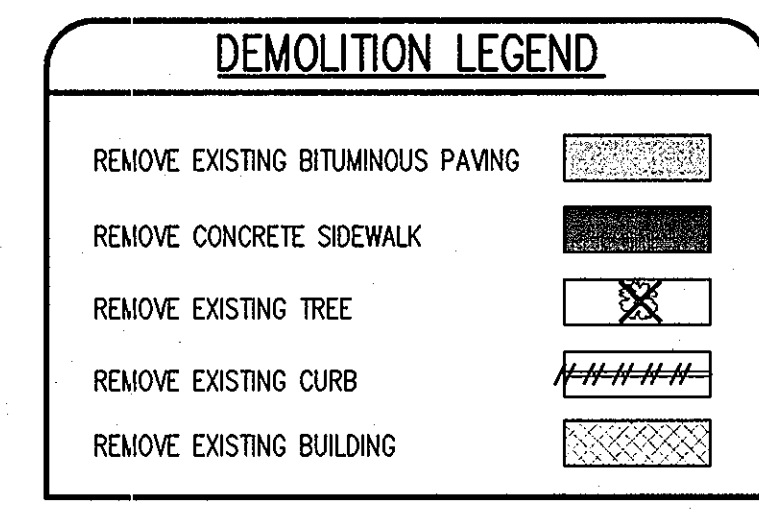 DEMOLITION LEGEND
REMOVE EXISTING BITUMINOUS PAVING
REMOVE CONCRETE SIDEWALK
REMOVE EXISTING TREE
REMOVE EXISTING CURB
REMOVE EXISTING BUILDING